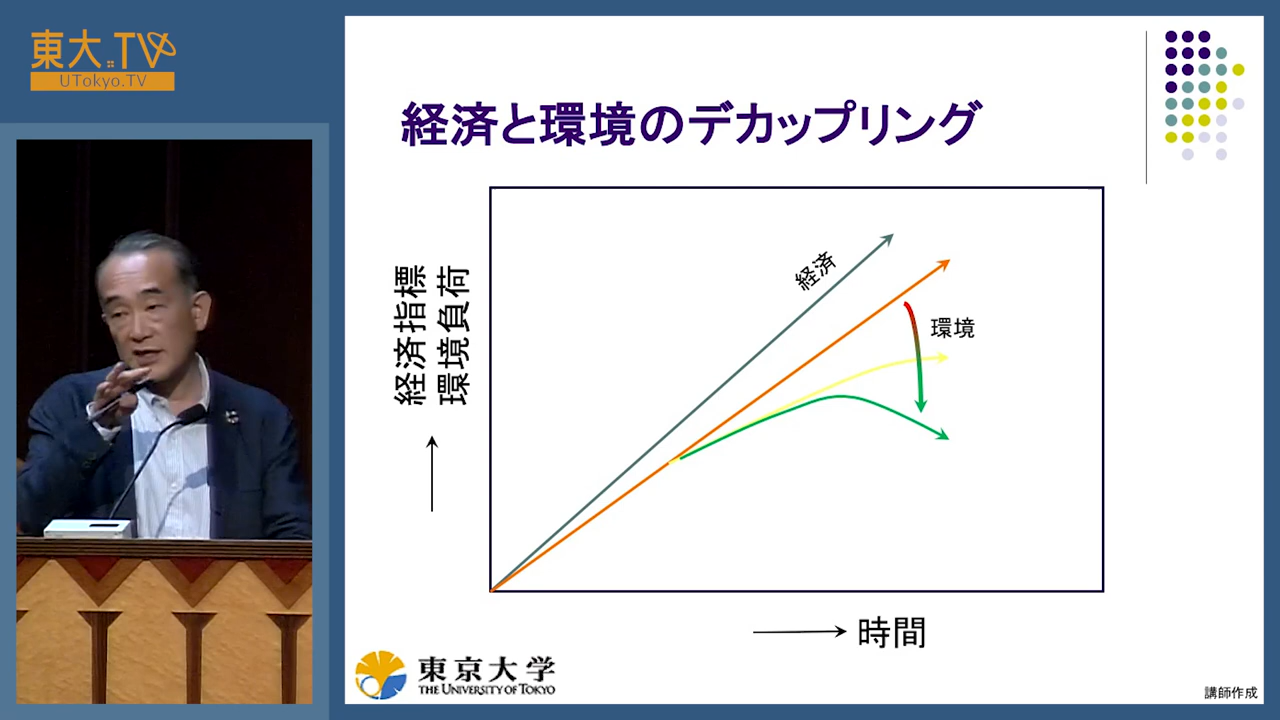 東大.TV
UTokyo.TV
経済と環境のデカップリング
経済指標
環境負荷
経済
環境
時間
東京大学
THE UNIVERSITY OF TOKYO
講師作成